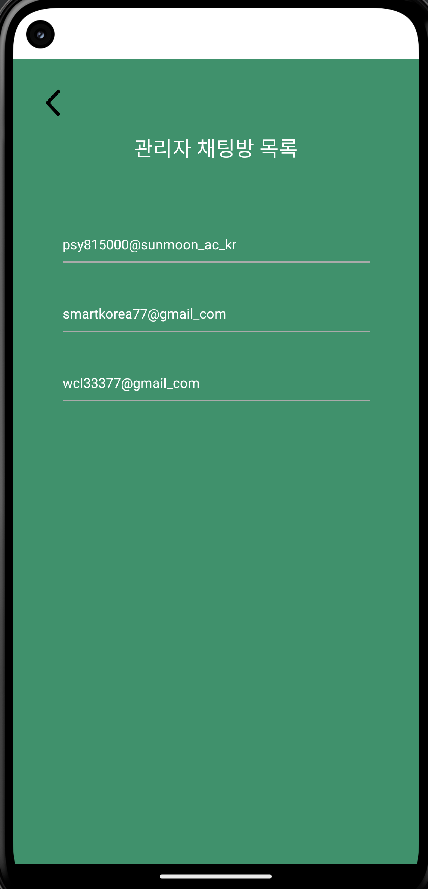 관리자 채팅방 목록
psy815000@sunmoon_ac_kr
smartkorea77@gmail_com
wcl33377@gmail_com